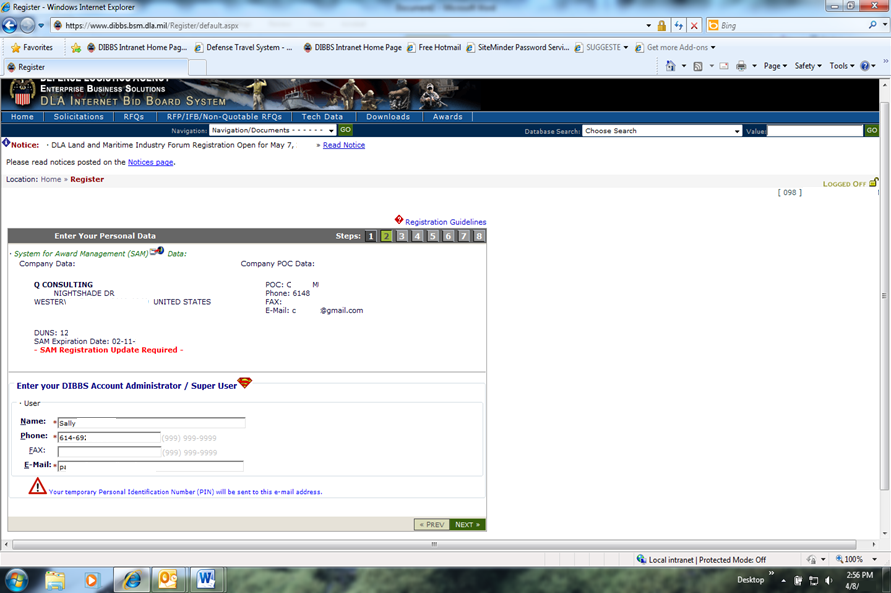 Register - Windows Internet Explorer
https://www.dibbs.bsm.dla.mil/Register/default.aspx
Bing
Favorites DIBBS Intranet Home Pag... Defense Travel System - ... DIBBS Intranet Home Page Free Hotmail SiteMinder Password Servi... SUGGESTE Get more Add-ons
Register
Page Safety Tools
DEFENSE LOGISTICS AGENCY
ENTERPRISE BUSINESS SOLUTIONS
DLA INTERNET BID BOARD SYSTEM
Home Solicitations RFQs RFP/IFB/Non-Quotable RFQs Tech Data Downloads Awards
Navigation: Navigation/Documents - - - - - - GO Database Search: Choose Search Value: GO
Notice: · DLA Land and Maritime Industry Forum Registration Open for May 7, » Read Notice
Please read notices posted on the Notices page.
Location: Home » Register
LOGGED OFF
[ 098 ]
Registration Guidelines
Enter Your Personal Data Steps: 1 2 3 4 5 6 7 8
· System for Award Management (SAM) Data:
Company Data: Company POC Data:
Q CONSULTING POC: C M
NIGHTSHADE DR Phone: 6148
WESTER UNITED STATES FAX:
E-Mail: c @gmail.com
DUNS: 12
SAM Expiration Date: 02-11-
- SAM Registration Update Required -
Enter your DIBBS Account Administrator / Super User
· User
Name: * Sally
Phone: * 614-692 (999) 999-9999
FAX: (999) 999-9999
E-Mail: * pa
Your temporary Personal Identification Number (PIN) will be sent to this e-mail address.
« PREV NEXT »
Local intranet | Protected Mode: Off 100%
Desktop » 2:56 PM
4/8/